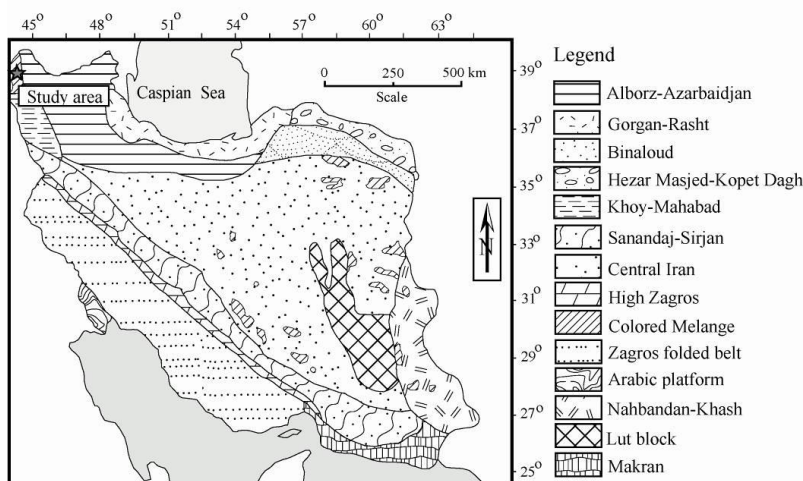 45° 48° 51° 54° 57° 60° 63°
Caspian Sea
Study area
0 250 500 km
Scale
N
39°
37°
35°
33°
31°
29°
27°
25°
Legend
Alborz-Azarbaidjan
Gorgan-Rasht
Binaloud
Hezar Masjed-Kopet Dagh
Khoy-Mahabad
Sanandaj-Sirjan
Central Iran
High Zagros
Colored Melange
Zagros folded belt
Arabic platform
Nahbandan-Khash
Lut block
Makran